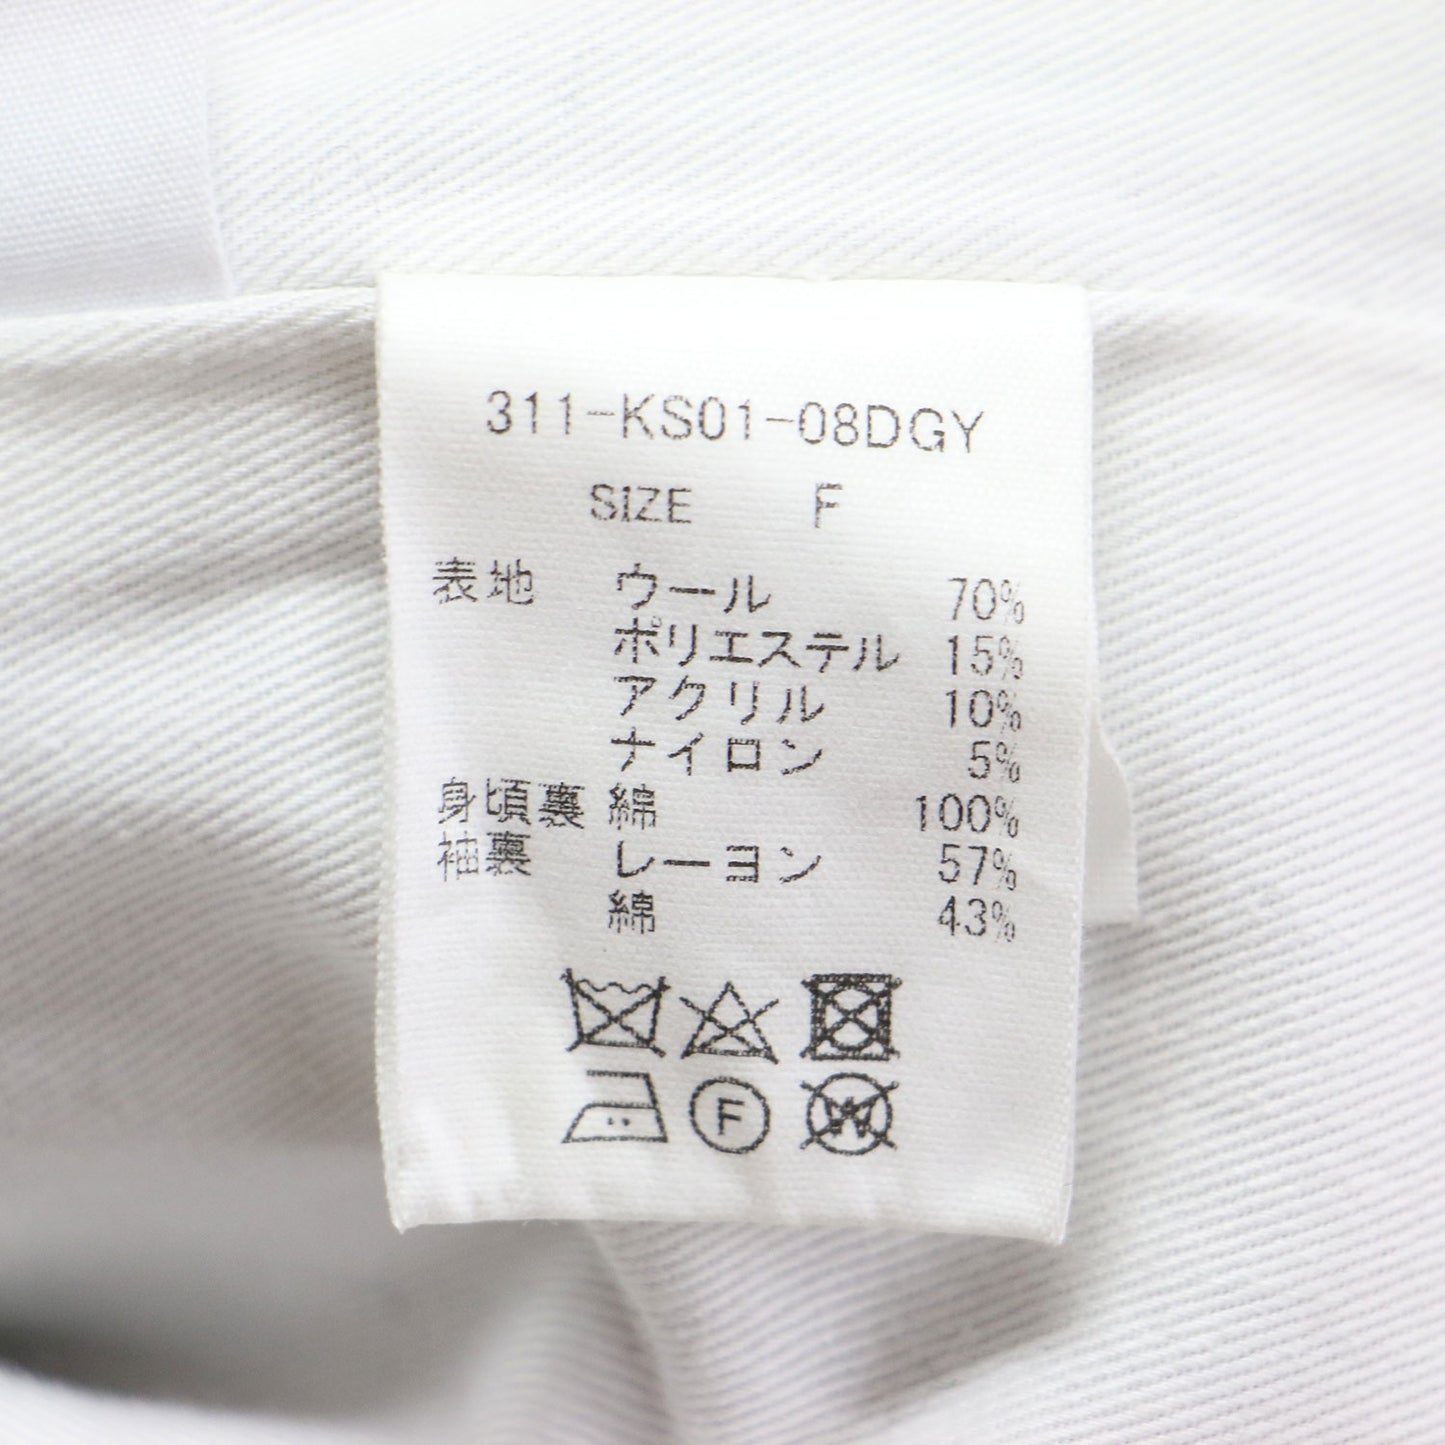 311-KS01-08DGY
SIZE F
表地 ウール 70%
ポリエステル 15%
アクリル 10%
ナイロン 5%
身頃裏 綿 100%
袖裏 レーヨン 57%
綿 43%
F W